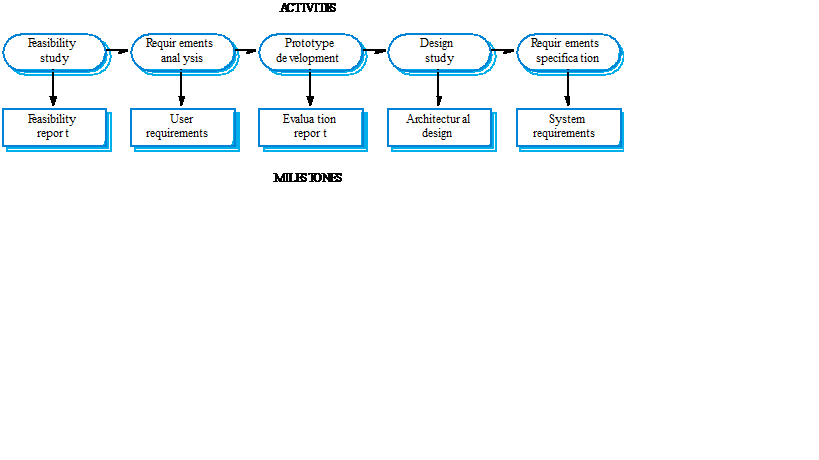 ACTIVITIES
Feasibility
study
Requir ements
anal ysis
Prototype
de velopment
Design
study
Requir ements
specifica tion
Feasibility
repor t
User
requirements
Evalua tion
repor t
Architectur al
design
System
requirements
MILESTONES